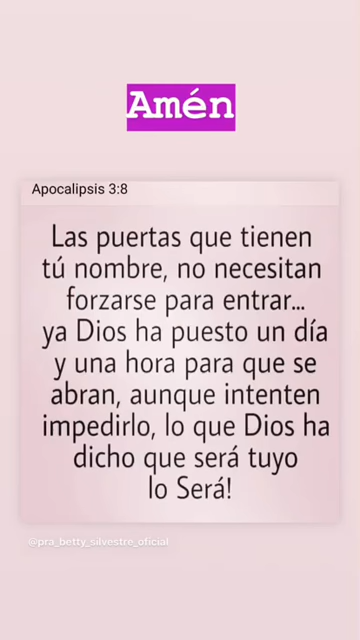 Amén
Apocalipsis 3:8
Las puertas que tienen
tú nombre, no necesitan
forzarse para entrar...
ya Dios ha puesto un día
y una hora para que se
abran, aunque intenten
impedirlo, lo que Dios ha
dicho que será tuyo
lo Será!
@pra_betty_silvestre_oficial